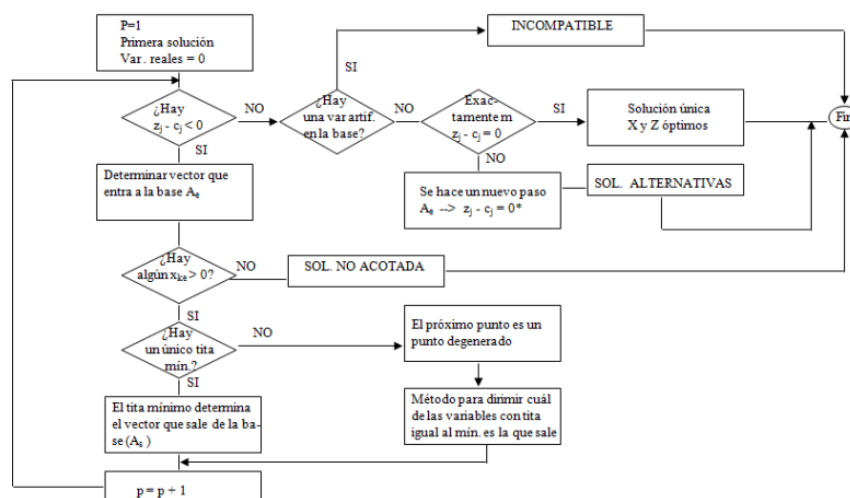 P=1
Primera solución
Var. reales = 0
INCOMPATIBLE
SI
¿Hay
zj - cj < 0
NO
¿Hay
una var artif.
en la base?
NO
Exac-
tamente m
zj - cj = 0
SI
Solución única
X y Z óptimos
Fin
SI
NO
Determinar vector que
entra a la base Ae
Se hace un nuevo paso
Ae --> zj - cj = 0*
SOL. ALTERNATIVAS
¿Hay
algún xke > 0?
NO
SOL. NO ACOTADA
SI
¿Hay
un único tita
mín.?
NO
El próximo punto es un
punto degenerado
SI
El tita mínimo determina
el vector que sale de la ba-
se (As )
Método para dirimir cuál
de las variables con tita
igual al mín. es la que sale
p = p + 1